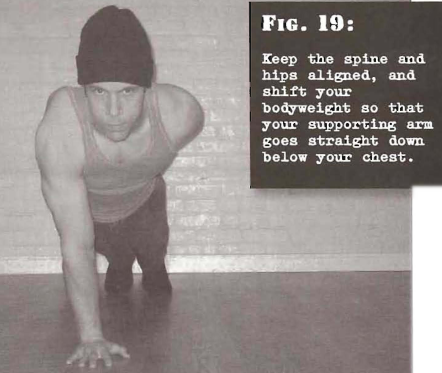 FIG. 19:
Keep the spine and
hips aligned, and
shift your
bodyweight so that
your supporting arm
goes straight down
below your chest.